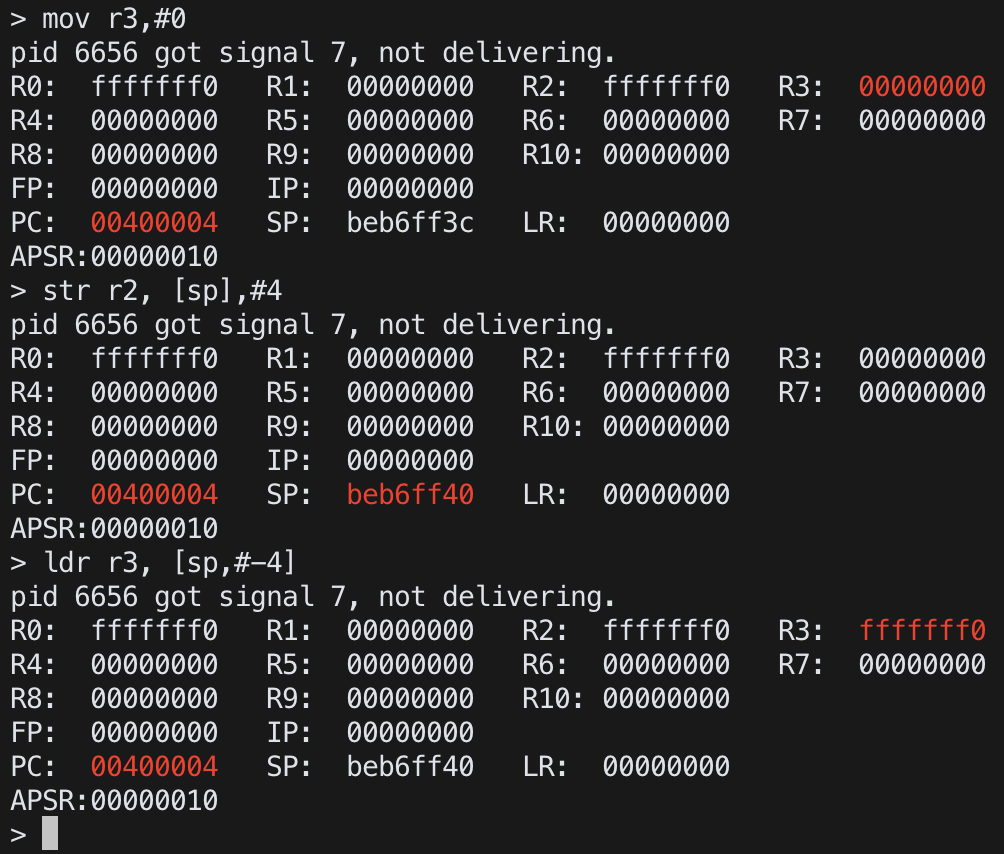 > mov r3,#0
pid 6656 got signal 7, not delivering.
R0:  fffffff0   R1:  00000000   R2:  fffffff0   R3:  00000000
R4:  00000000   R5:  00000000   R6:  00000000   R7:  00000000
R8:  00000000   R9:  00000000   R10: 00000000
FP:  00000000   IP:  00000000
PC:  00400004   SP:  beb6ff3c   LR:  00000000
APSR:00000010
> str r2, [sp],#4
pid 6656 got signal 7, not delivering.
R0:  fffffff0   R1:  00000000   R2:  fffffff0   R3:  00000000
R4:  00000000   R5:  00000000   R6:  00000000   R7:  00000000
R8:  00000000   R9:  00000000   R10: 00000000
FP:  00000000   IP:  00000000
PC:  00400004   SP:  beb6ff40   LR:  00000000
APSR:00000010
> ldr r3, [sp,#-4]
pid 6656 got signal 7, not delivering.
R0:  fffffff0   R1:  00000000   R2:  fffffff0   R3:  fffffff0
R4:  00000000   R5:  00000000   R6:  00000000   R7:  00000000
R8:  00000000   R9:  00000000   R10: 00000000
FP:  00000000   IP:  00000000
PC:  00400004   SP:  beb6ff40   LR:  00000000
APSR:00000010
>